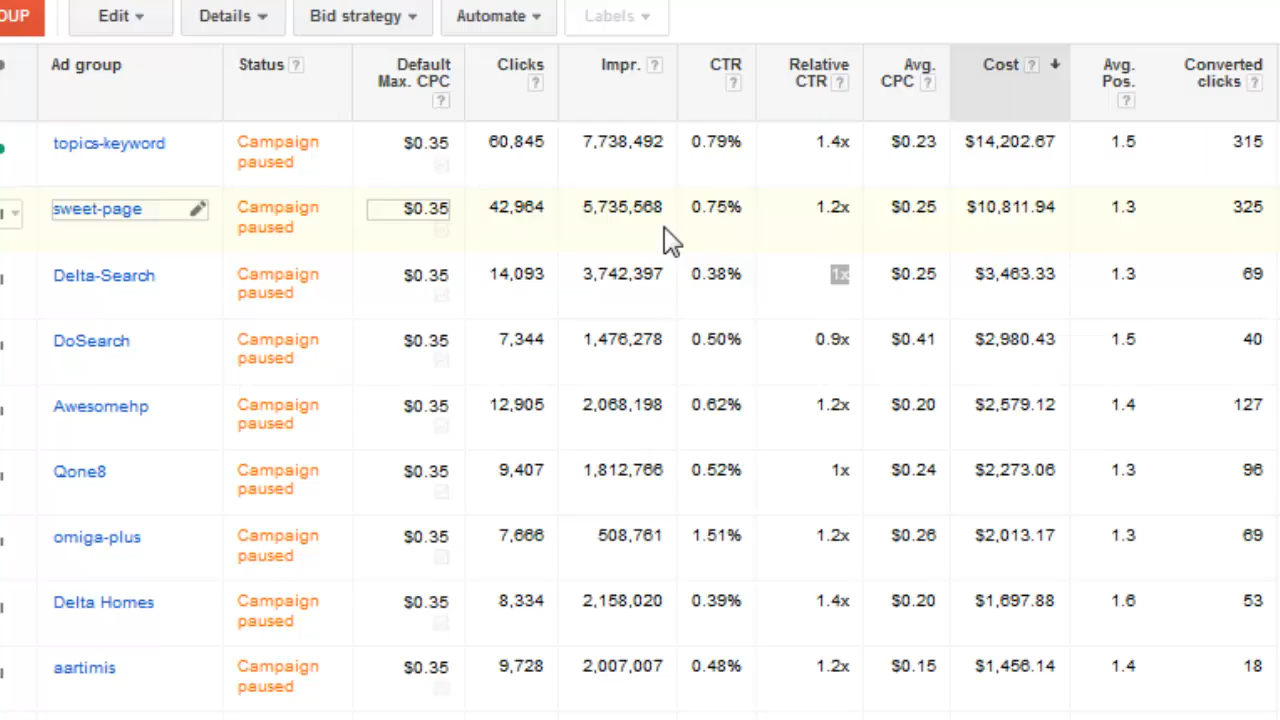 OUP Edit Details Bid strategy Automate Labels
Ad group Status ? Default Max. CPC ? Clicks ? Impr. ? CTR ? Relative CTR ? Avg. CPC ? Cost ? Avg. Pos. ? Converted clicks ?
topics-keyword Campaign paused $0.35 60,845 7,738,492 0.79% 1.4x $0.23 $14,202.67 1.5 315
sweet-page Campaign paused $0.35 42,964 5,735,568 0.75% 1.2x $0.25 $10,811.94 1.3 325
Delta-Search Campaign paused $0.35 14,093 3,742,397 0.38% 1x $0.25 $3,463.33 1.3 69
DoSearch Campaign paused $0.35 7,344 1,476,278 0.50% 0.9x $0.41 $2,980.43 1.5 40
Awesomehp Campaign paused $0.35 12,905 2,068,198 0.62% 1.2x $0.20 $2,579.12 1.4 127
Qone8 Campaign paused $0.35 9,407 1,812,766 0.52% 1x $0.24 $2,273.06 1.3 96
omiga-plus Campaign paused $0.35 7,666 508,761 1.51% 1.2x $0.26 $2,013.17 1.3 69
Delta Homes Campaign paused $0.35 8,334 2,158,020 0.39% 1.4x $0.20 $1,697.88 1.6 53
aartimis Campaign paused $0.35 9,728 2,007,007 0.48% 1.2x $0.15 $1,456.14 1.4 18